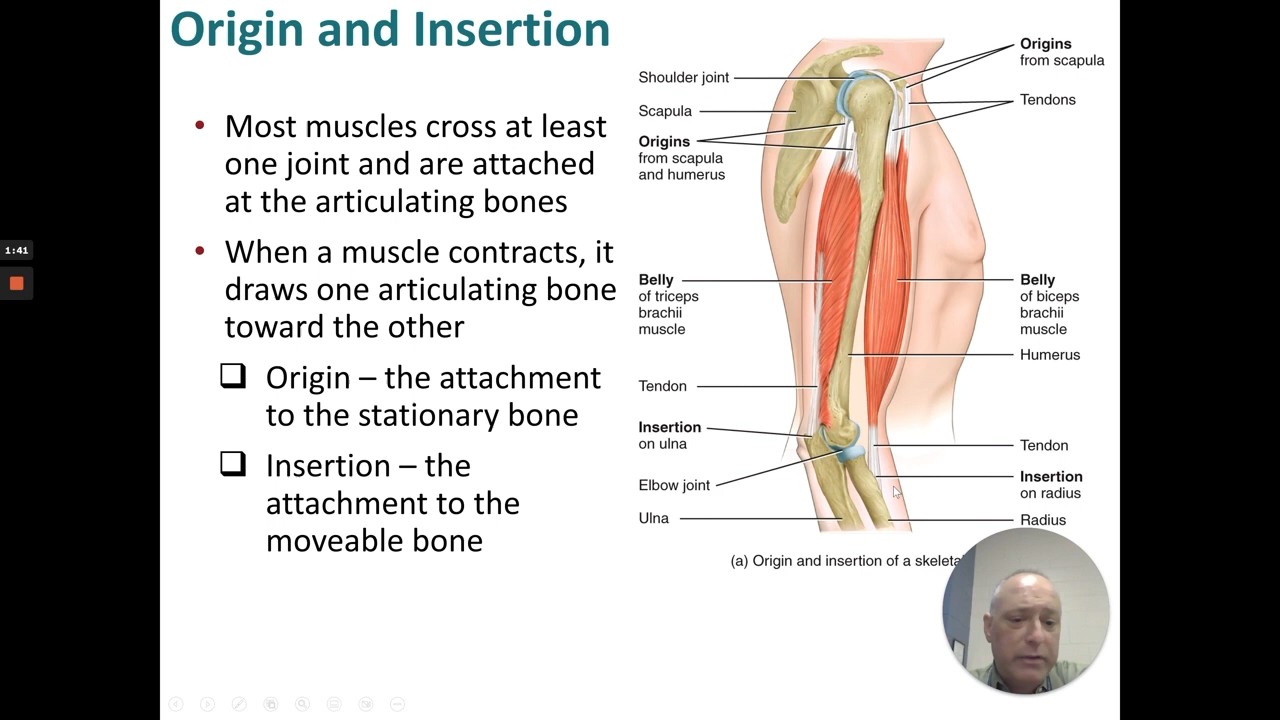 Origin and Insertion
• Most muscles cross at least
one joint and are attached
at the articulating bones
• When a muscle contracts, it
draws one articulating bone
toward the other
❑ Origin – the attachment
to the stationary bone
❑ Insertion – the
attachment to the
moveable bone
Shoulder joint
Scapula
Origins
from scapula
and humerus
Belly
of triceps
brachii
muscle
Tendon
Insertion
on ulna
Elbow joint
Ulna
Origins
from scapula
Tendons
Belly
of biceps
brachii
muscle
Humerus
Tendon
Insertion
on radius
Radius
(a) Origin and insertion of a
1:41